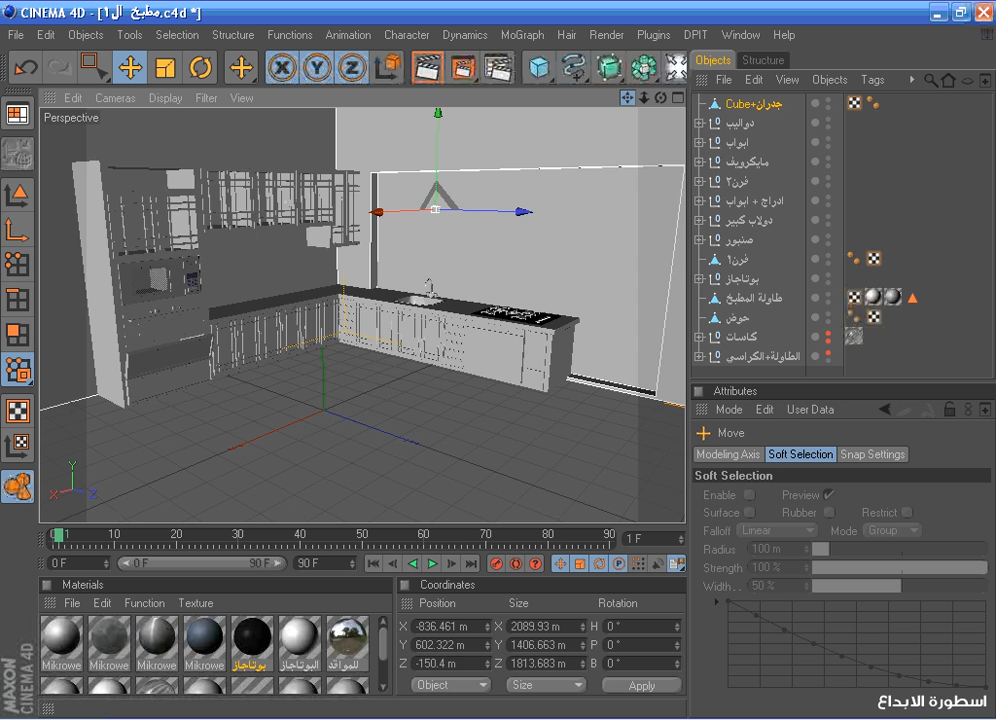 CINEMA 4D - [مطبخ ال1.c4d *]
File Edit Objects Tools Selection Structure Functions Animation Character Dynamics MoGraph Hair Render Plugins DPIT Window Help
Objects Structure
File Edit View Objects Tags
Edit Cameras Display Filter View
Perspective
Cube+جدران
دواليب
ابواب
مايكرويف
فرن٢
ادراج + ابواب
دولاب كبير
صنبور
فرن١
بوتاجاز
طاولة المطبخ
حوض
كاسات
الطاولة+الكراسي
Attributes
Mode Edit User Data
Move
Modeling Axis Soft Selection Snap Settings
Soft Selection
Enable Preview
Surface Rubber Restrict
Falloff Linear Mode Group
Radius 100 m
Strength 100 %
Width . . 50 %
Y
X Z
0 1 10 20 30 40 50 60 70 80 90 1 F
0 F 0 F 90 F 90 F
Materials
File Edit Function Texture
Mikrowe Mikrowe Mikrowe Mikrowe بوتاجاز البوتاجاز للمواقد
Coordinates
Position Size Rotation
X -836.461 m X 2089.93 m H 0 °
Y 602.322 m Y 1406.663 m P 0 °
Z -150.4 m Z 1813.683 m B 0 °
Object Size Apply
MAXON
CINEMA 4D
اسطورة الابداع